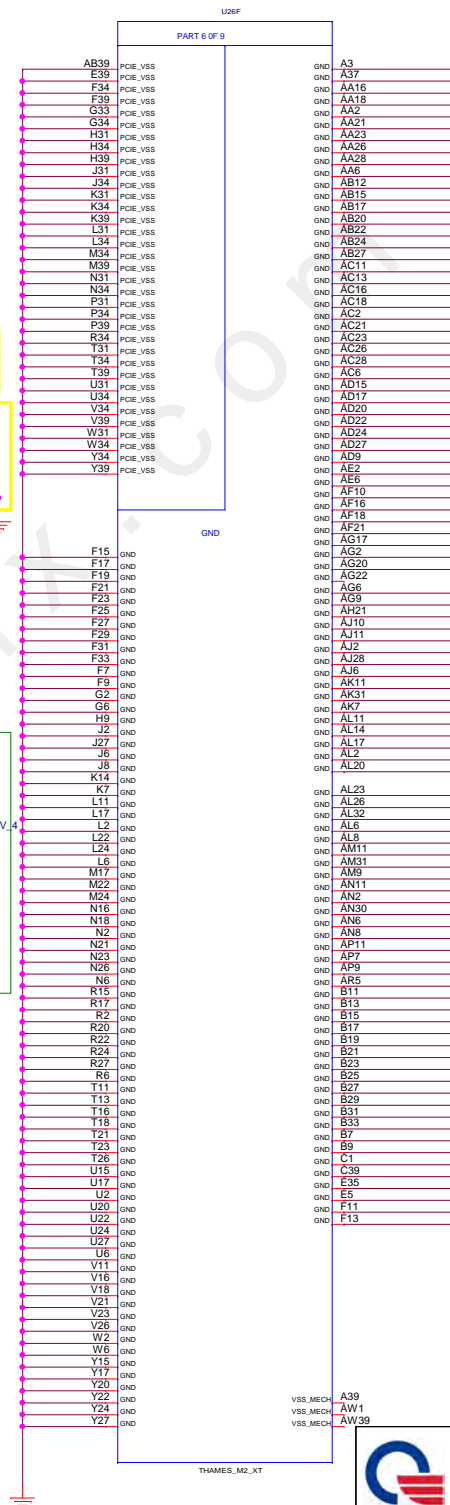 U26F
PART 6 0F 9
AB39 PCIE_VSS
E39 PCIE_VSS
F34 PCIE_VSS
F39 PCIE_VSS
G33 PCIE_VSS
G34 PCIE_VSS
H31 PCIE_VSS
H34 PCIE_VSS
H39 PCIE_VSS
J31 PCIE_VSS
J34 PCIE_VSS
K31 PCIE_VSS
K34 PCIE_VSS
K39 PCIE_VSS
L31 PCIE_VSS
L34 PCIE_VSS
M34 PCIE_VSS
M39 PCIE_VSS
N31 PCIE_VSS
N34 PCIE_VSS
P31 PCIE_VSS
P34 PCIE_VSS
P39 PCIE_VSS
R34 PCIE_VSS
T31 PCIE_VSS
T34 PCIE_VSS
T39 PCIE_VSS
U31 PCIE_VSS
U34 PCIE_VSS
V34 PCIE_VSS
V39 PCIE_VSS
W31 PCIE_VSS
W34 PCIE_VSS
Y34 PCIE_VSS
Y39 PCIE_VSS
GND
F15 GND
F17 GND
F19 GND
F21 GND
F23 GND
F25 GND
F27 GND
F29 GND
F31 GND
F33 GND
F7 GND
F9 GND
G2 GND
G6 GND
H9 GND
J2 GND
J27 GND
J6 GND
J8 GND
K14 GND
K7 GND
L11 GND
L17 GND
L2 GND
L22 GND
L24 GND
L6 GND
M17 GND
M22 GND
M24 GND
N16 GND
N18 GND
N2 GND
N21 GND
N23 GND
N26 GND
N6 GND
R15 GND
R17 GND
R2 GND
R20 GND
R22 GND
R24 GND
R27 GND
R6 GND
T11 GND
T13 GND
T16 GND
T18 GND
T21 GND
T23 GND
T26 GND
U15 GND
U17 GND
U2 GND
U20 GND
U22 GND
U24 GND
U27 GND
U6 GND
V11 GND
V16 GND
V18 GND
V21 GND
V23 GND
V26 GND
W2 GND
W6 GND
Y15 GND
Y17 GND
Y20 GND
Y22 GND
Y24 GND
Y27 GND
GND A3
GND A37
GND AA16
GND AA18
GND AA2
GND AA21
GND AA23
GND AA26
GND AA28
GND AA6
GND AB12
GND AB15
GND AB17
GND AB20
GND AB22
GND AB24
GND AB27
GND AC11
GND AC13
GND AC16
GND AC18
GND AC2
GND AC21
GND AC23
GND AC26
GND AC28
GND AC6
GND AD15
GND AD17
GND AD20
GND AD22
GND AD24
GND AD27
GND AD9
GND AE2
GND AE6
GND AF10
GND AF16
GND AF18
GND AF21
GND AG17
GND AG2
GND AG20
GND AG22
GND AG6
GND AG9
GND AH21
GND AJ10
GND AJ11
GND AJ2
GND AJ28
GND AJ6
GND AK11
GND AK31
GND AK7
GND AL11
GND AL14
GND AL17
GND AL2
GND AL20
GND AL23
GND AL26
GND AL32
GND AL6
GND AL8
GND AM11
GND AM31
GND AM9
GND AN11
GND AN2
GND AN30
GND AN6
GND AN8
GND AP11
GND AP7
GND AP9
GND AR5
GND B11
GND B13
GND B15
GND B17
GND B19
GND B21
GND B23
GND B25
GND B27
GND B29
GND B31
GND B33
GND B7
GND B9
GND C1
GND C39
GND E35
GND E5
GND F11
GND F13
VSS_MECH A39
VSS_MECH AW1
VSS_MECH AW39
THAMES_M2_XT
V_4
x.com